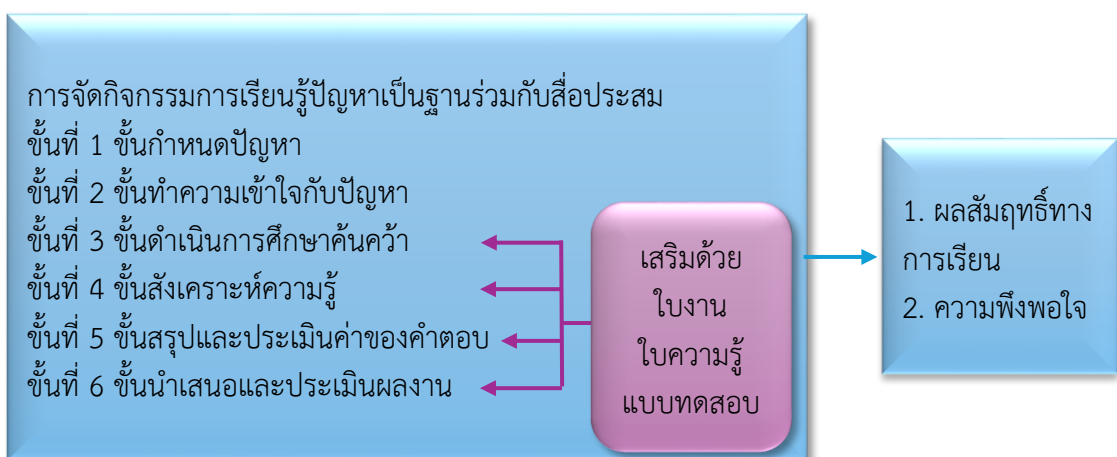 การจัดกิจกรรมการเรียนรู้ปัญหาเป็นฐานร่วมกับสื่อประสม
ขั้นที่ 1 ขั้นกำหนดปัญหา
ขั้นที่ 2 ขั้นทำความเข้าใจกับปัญหา
ขั้นที่ 3 ขั้นดำเนินการศึกษาค้นคว้า
ขั้นที่ 4 ขั้นสังเคราะห์ความรู้
ขั้นที่ 5 ขั้นสรุปและประเมินค่าของคำตอบ
ขั้นที่ 6 ขั้นนำเสนอและประเมินผลงาน
เสริมด้วย
ใบงาน
ใบความรู้
แบบทดสอบ
1. ผลสัมฤทธิ์ทาง
การเรียน
2. ความพึงพอใจ